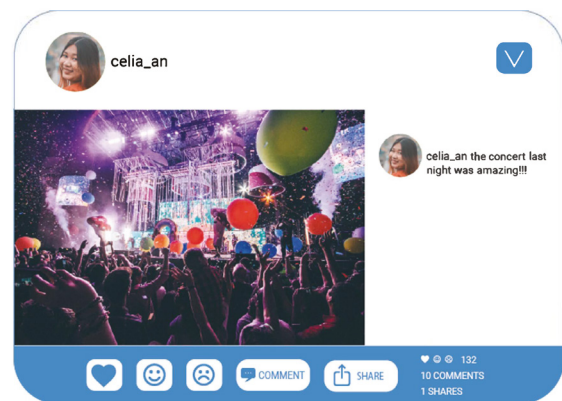 celia_an
celia_an the concert last
night was amazing!!!
COMMENT
SHARE
132
10 COMMENTS
1 SHARES